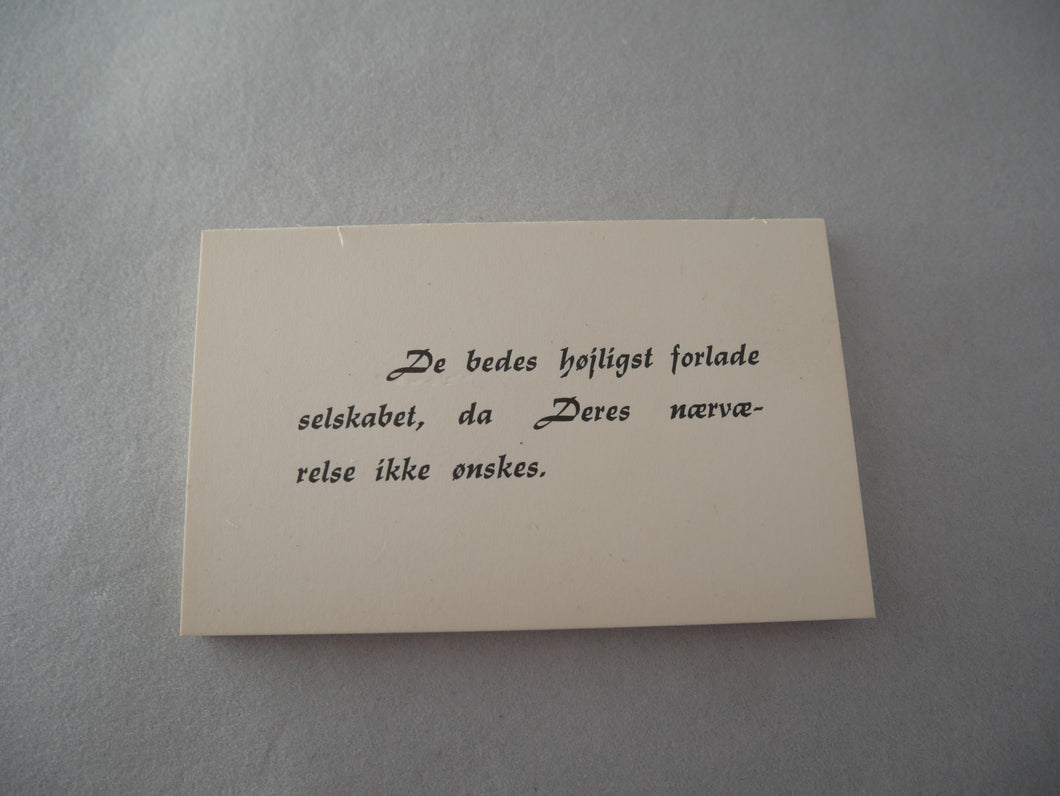 De bedes højligst forlade
selskabet, da Deres nærvæ-
relse ikke ønskes.